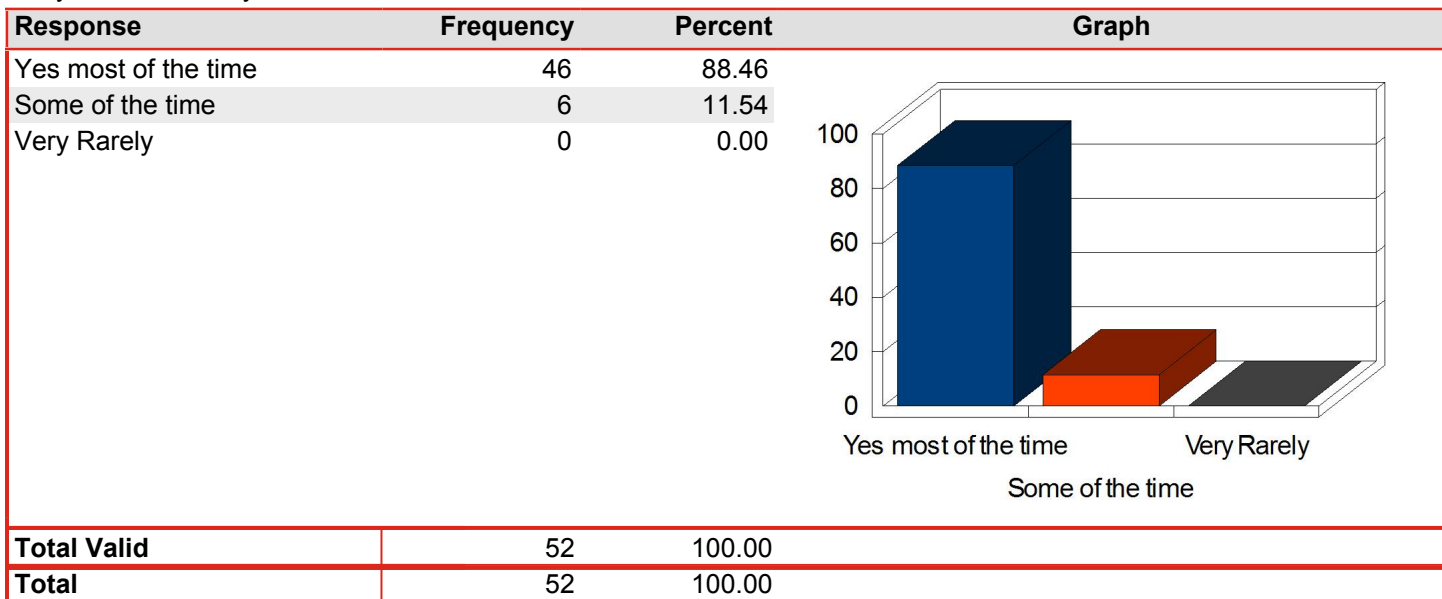 Response Frequency Percent Graph
Yes most of the time 46 88.46
Some of the time 6 11.54
Very Rarely 0 0.00
100
80
60
40
20
0
Yes most of the time Very Rarely
Some of the time
Total Valid 52 100.00
Total 52 100.00